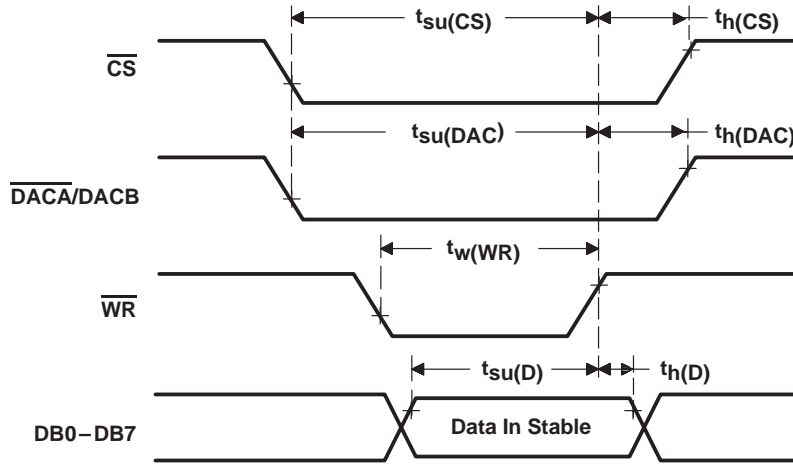 tsu(CS) th(CS)
CS
tsu(DAC) th(DAC)
DACA/DACB
tw(WR)
WR
tsu(D) th(D)
DB0–DB7 Data In Stable